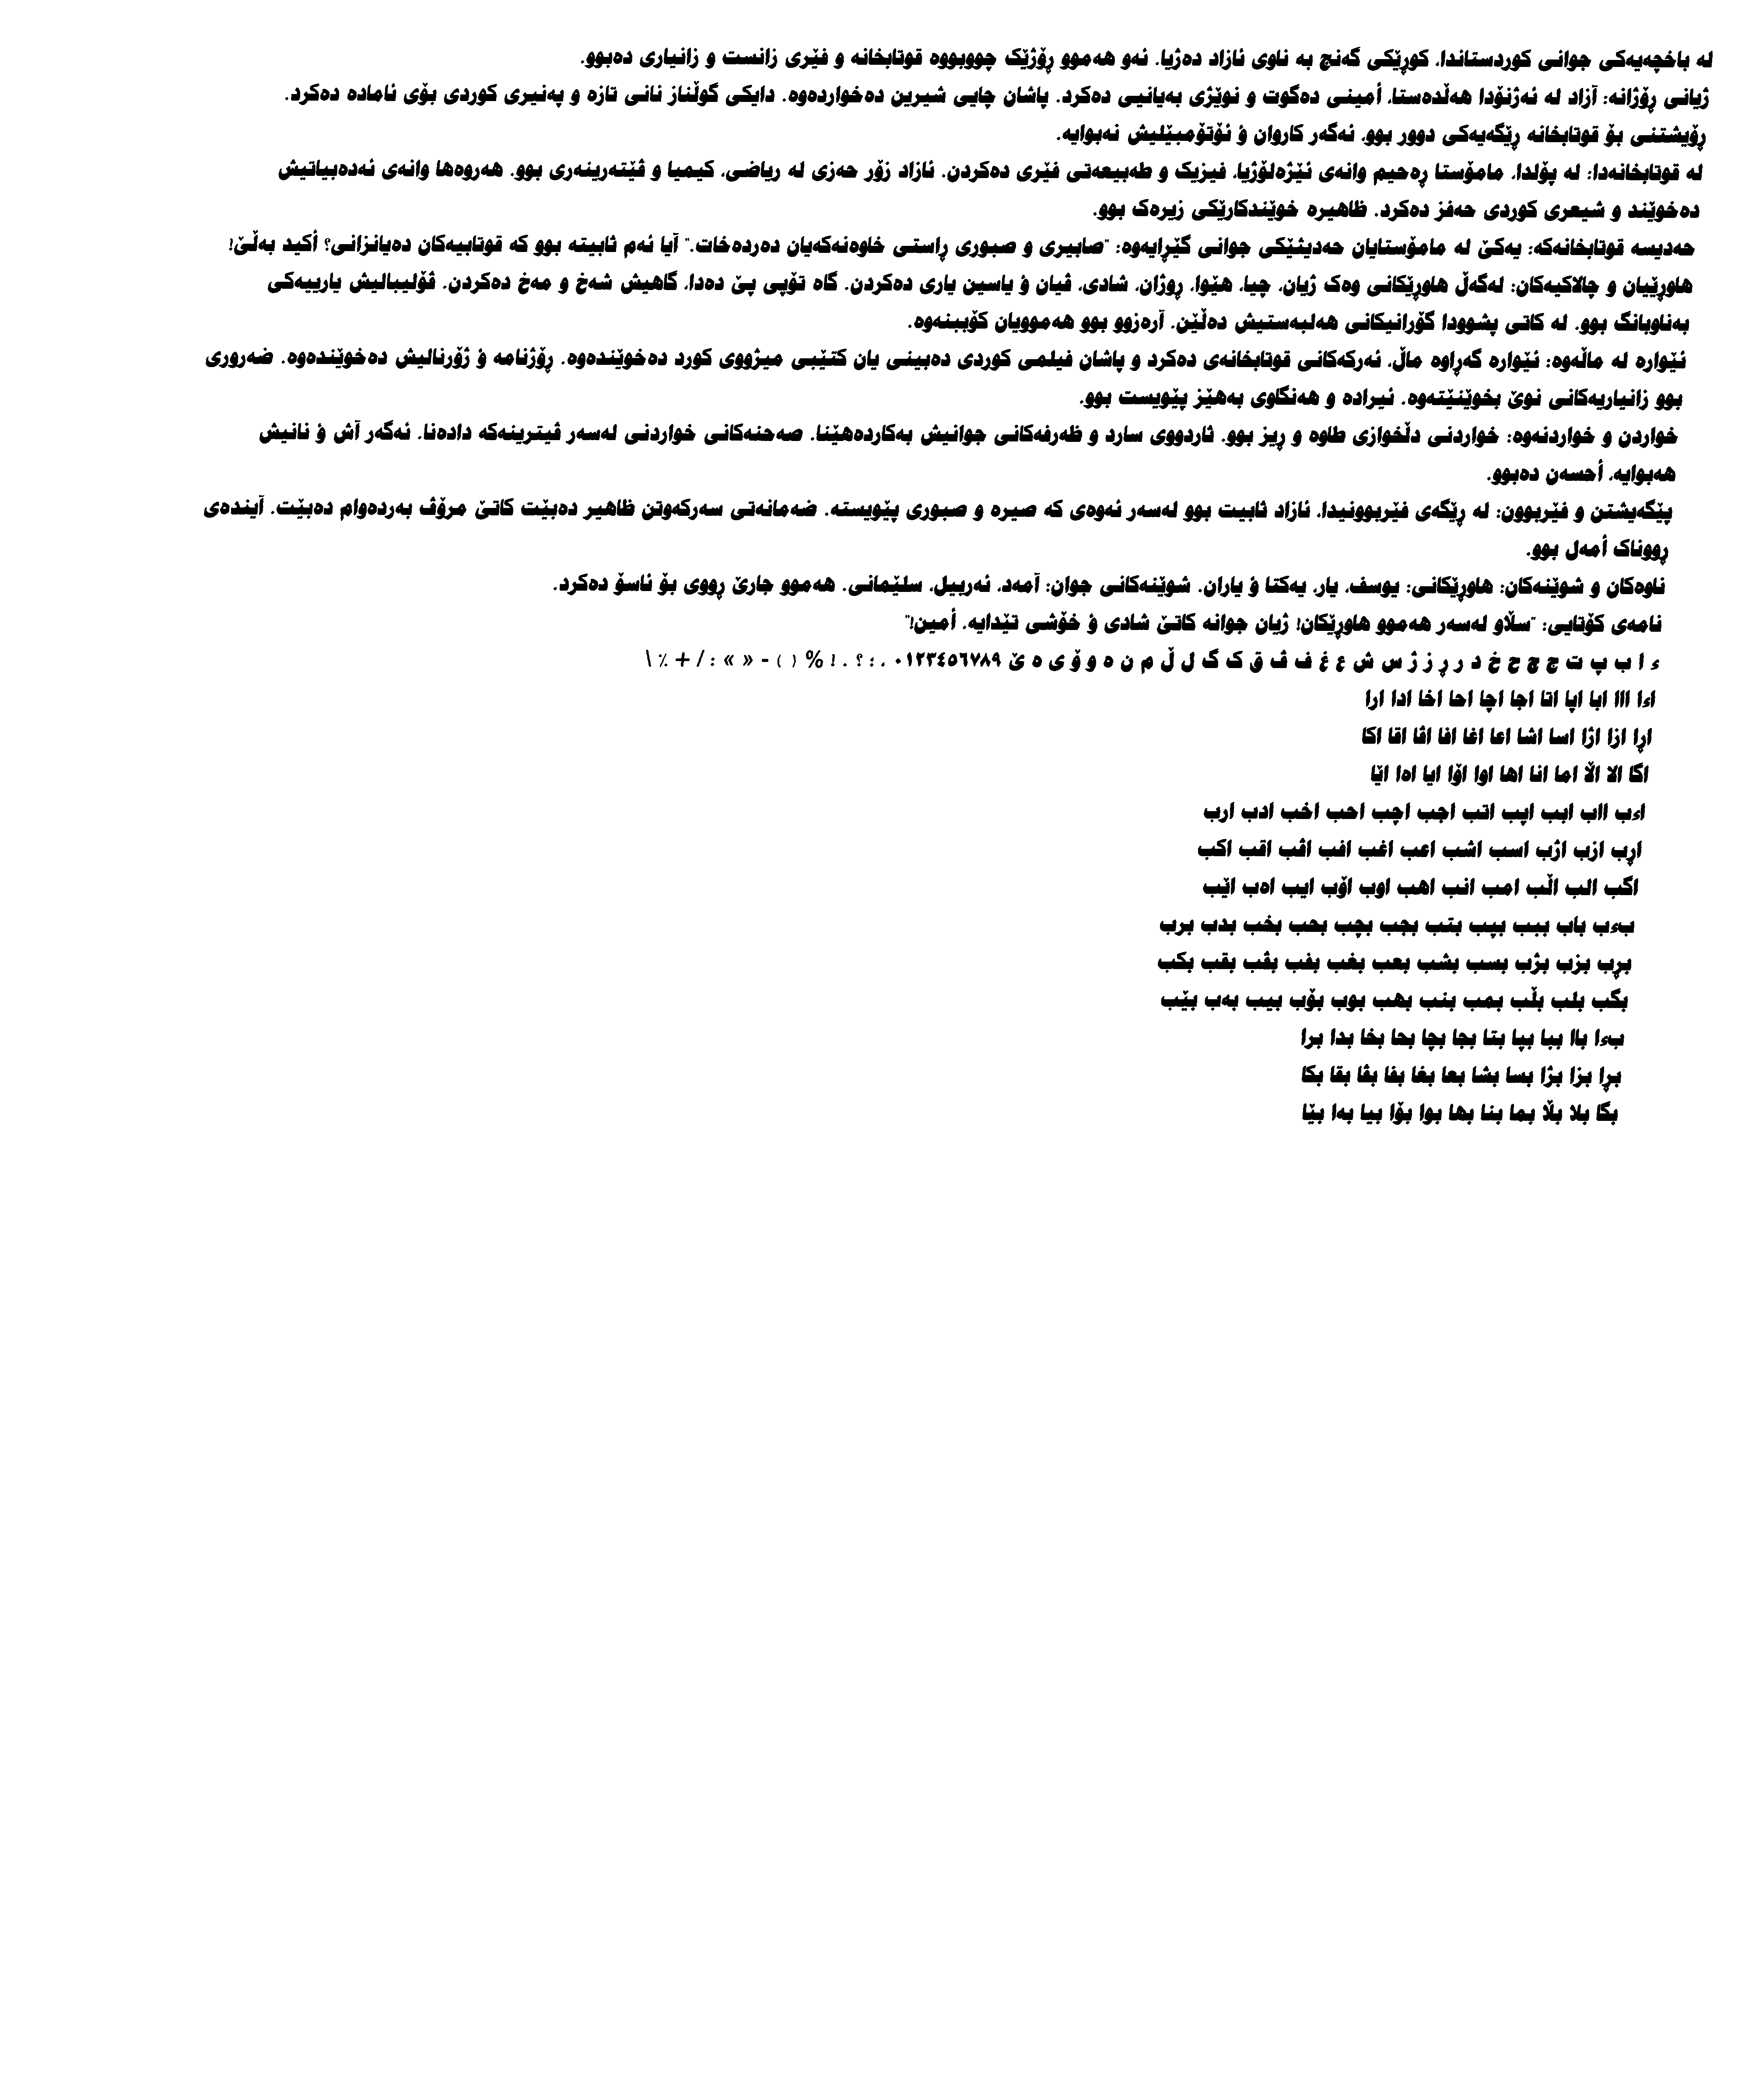 لە باخچەیەکی جوانی کوردستاندا، کوڕێکی گەنج بە ناوی ئازاد دەژیا. ئەو هەموو ڕۆژێک چووبووە قوتابخانە و فێری زانست و زانیاری دەبوو.
ژیانی ڕۆژانە: آزاد لە ئەژنۆدا هەڵدەستا، أمینی دەگوت و نوێژی بەیانیی دەکرد. پاشان چایی شیرین دەخواردەوە. دایکی گوڵناز نانی تازە و پەنیری کوردی بۆی ئامادە دەکرد.
ڕۆیشتنی بۆ قوتابخانە ڕێگەیەکی دوور بوو، ئەگەر کاروان ؤ ئۆتۆمبێلیش نەبوایە.
لە قوتابخانەدا: لە پۆلدا، مامۆستا ڕەحیم وانەی ئێژەلۆژیا، فیزیک و طەبیعەتی فێری دەکردن. ئازاد زۆر حەزی لە ریاضی، کیمیا و ڤێتەرینەری بوو. هەروەها وانەی ئەدەبیاتیش
دەخوێند و شیعری کوردی حەفز دەکرد. ظاهیرە خوێندکارێکی زیرەک بوو.
حەدیسە قوتابخانەکە: یەکێ لە مامۆستایان حەدیثێکی جوانی گێڕایەوە: "صابیری و صبوری ڕاستی خاوەنەکەیان دەردەخات." آیا ئەم ثابیتە بوو کە قوتابیەکان دەیانزانی؟ أکید بەڵێ!
هاوڕێیان و چالاکیەکان: لەگەڵ هاوڕێکانی وەک ژیان، چیا، هێوا، ڕوژان، شادی، ڤیان ؤ یاسین یاری دەکردن. گاە تۆپی پێ دەدا، گاهیش شەخ و مەخ دەکردن. ڤۆلیبالیش یارییەکی
بەناوبانگ بوو. لە کاتی پشوودا گۆرانیکانی هەلبەستیش دەڵێن. آرەزوو بوو هەموویان کۆببنەوە.
ئێوارە لە ماڵەوە: ئێوارە گەڕاوە ماڵ، ئەرکەکانی قوتابخانەی دەکرد و پاشان فیلمی کوردی دەبینی یان کتێبی میژووی کورد دەخوێندەوە. ڕۆژنامە ؤ ژۆرنالیش دەخوێندەوە. ضەروری
بوو زانیاریەکانی نوێ بخوێنێتەوە. ئیرادە و هەنگاوی بەهێز پێویست بوو.
خواردن و خواردنەوە: خواردنی دڵخوازی طاوە و ڕیز بوو. ثاردووی سارد و ظەرفەکانی جوانیش بەکاردەهێنا. صەحنەکانی خواردنی لەسەر ڤیترینەکە دادەنا. ئەگەر آش ؤ نانیش
هەبوایە، أحسەن دەبوو.
پێگەیشتن و فێربوون: لە ڕێگەی فێربوونیدا، ئازاد ثابیت بوو لەسەر ئەوەی کە صیرە و صبوری پێویستە. ضەمانەتی سەرکەوتن ظاهیر دەبێت کاتێ مرۆڤ بەردەوام دەبێت. آیندەی
ڕووناک أمەل بوو.
ناوەکان و شوێنەکان: هاوڕێکانی: یوسف، یار، یەکتا ؤ یاران. شوێنەکانی جوان: آمەد، ئەربیل، سلێمانی. هەموو جارێ ڕووی بۆ ئاسۆ دەکرد.
نامەی کۆتایی: "سڵاو لەسەر هەموو هاوڕێکان! ژیان جوانە کاتێ شادی ؤ خۆشی تێدایە. أمین!"
ء ا ب پ ت ج چ ح خ د ر ڕ ز ژ س ش ع غ ف ڤ ق ک گ ل ڵ م ن ە و ۆ ی ە ێ ٠١٢٣٤٥٦٧٨٩ ، ؛ ؟ . ! % ( ) - « » : / + ٪ \
اءا ااا ابا اپا اتا اجا اچا احا اخا ادا ارا
اڕا ازا اژا اسا اشا اعا اغا افا اڤا اقا اکا
اگا الا اڵا اما انا اها اوا اۆا ایا اەا اێا
اءب ااب ابب اپب اتب اجب اچب احب اخب ادب ارب
اڕب ازب اژب اسب اشب اعب اغب افب اڤب اقب اکب
اگب الب اڵب امب انب اهب اوب اۆب ایب اەب اێب
بءب باب ببب بپب بتب بجب بچب بحب بخب بدب برب
بڕب بزب بژب بسب بشب بعب بغب بفب بڤب بقب بکب
بگب بلب بڵب بمب بنب بهب بوب بۆب بیب بەب بێب
بءا باا ببا بپا بتا بجا بچا بحا بخا بدا برا
بڕا بزا بژا بسا بشا بعا بغا بفا بڤا بقا بکا
بگا بلا بڵا بما بنا بها بوا بۆا بیا بەا بێا